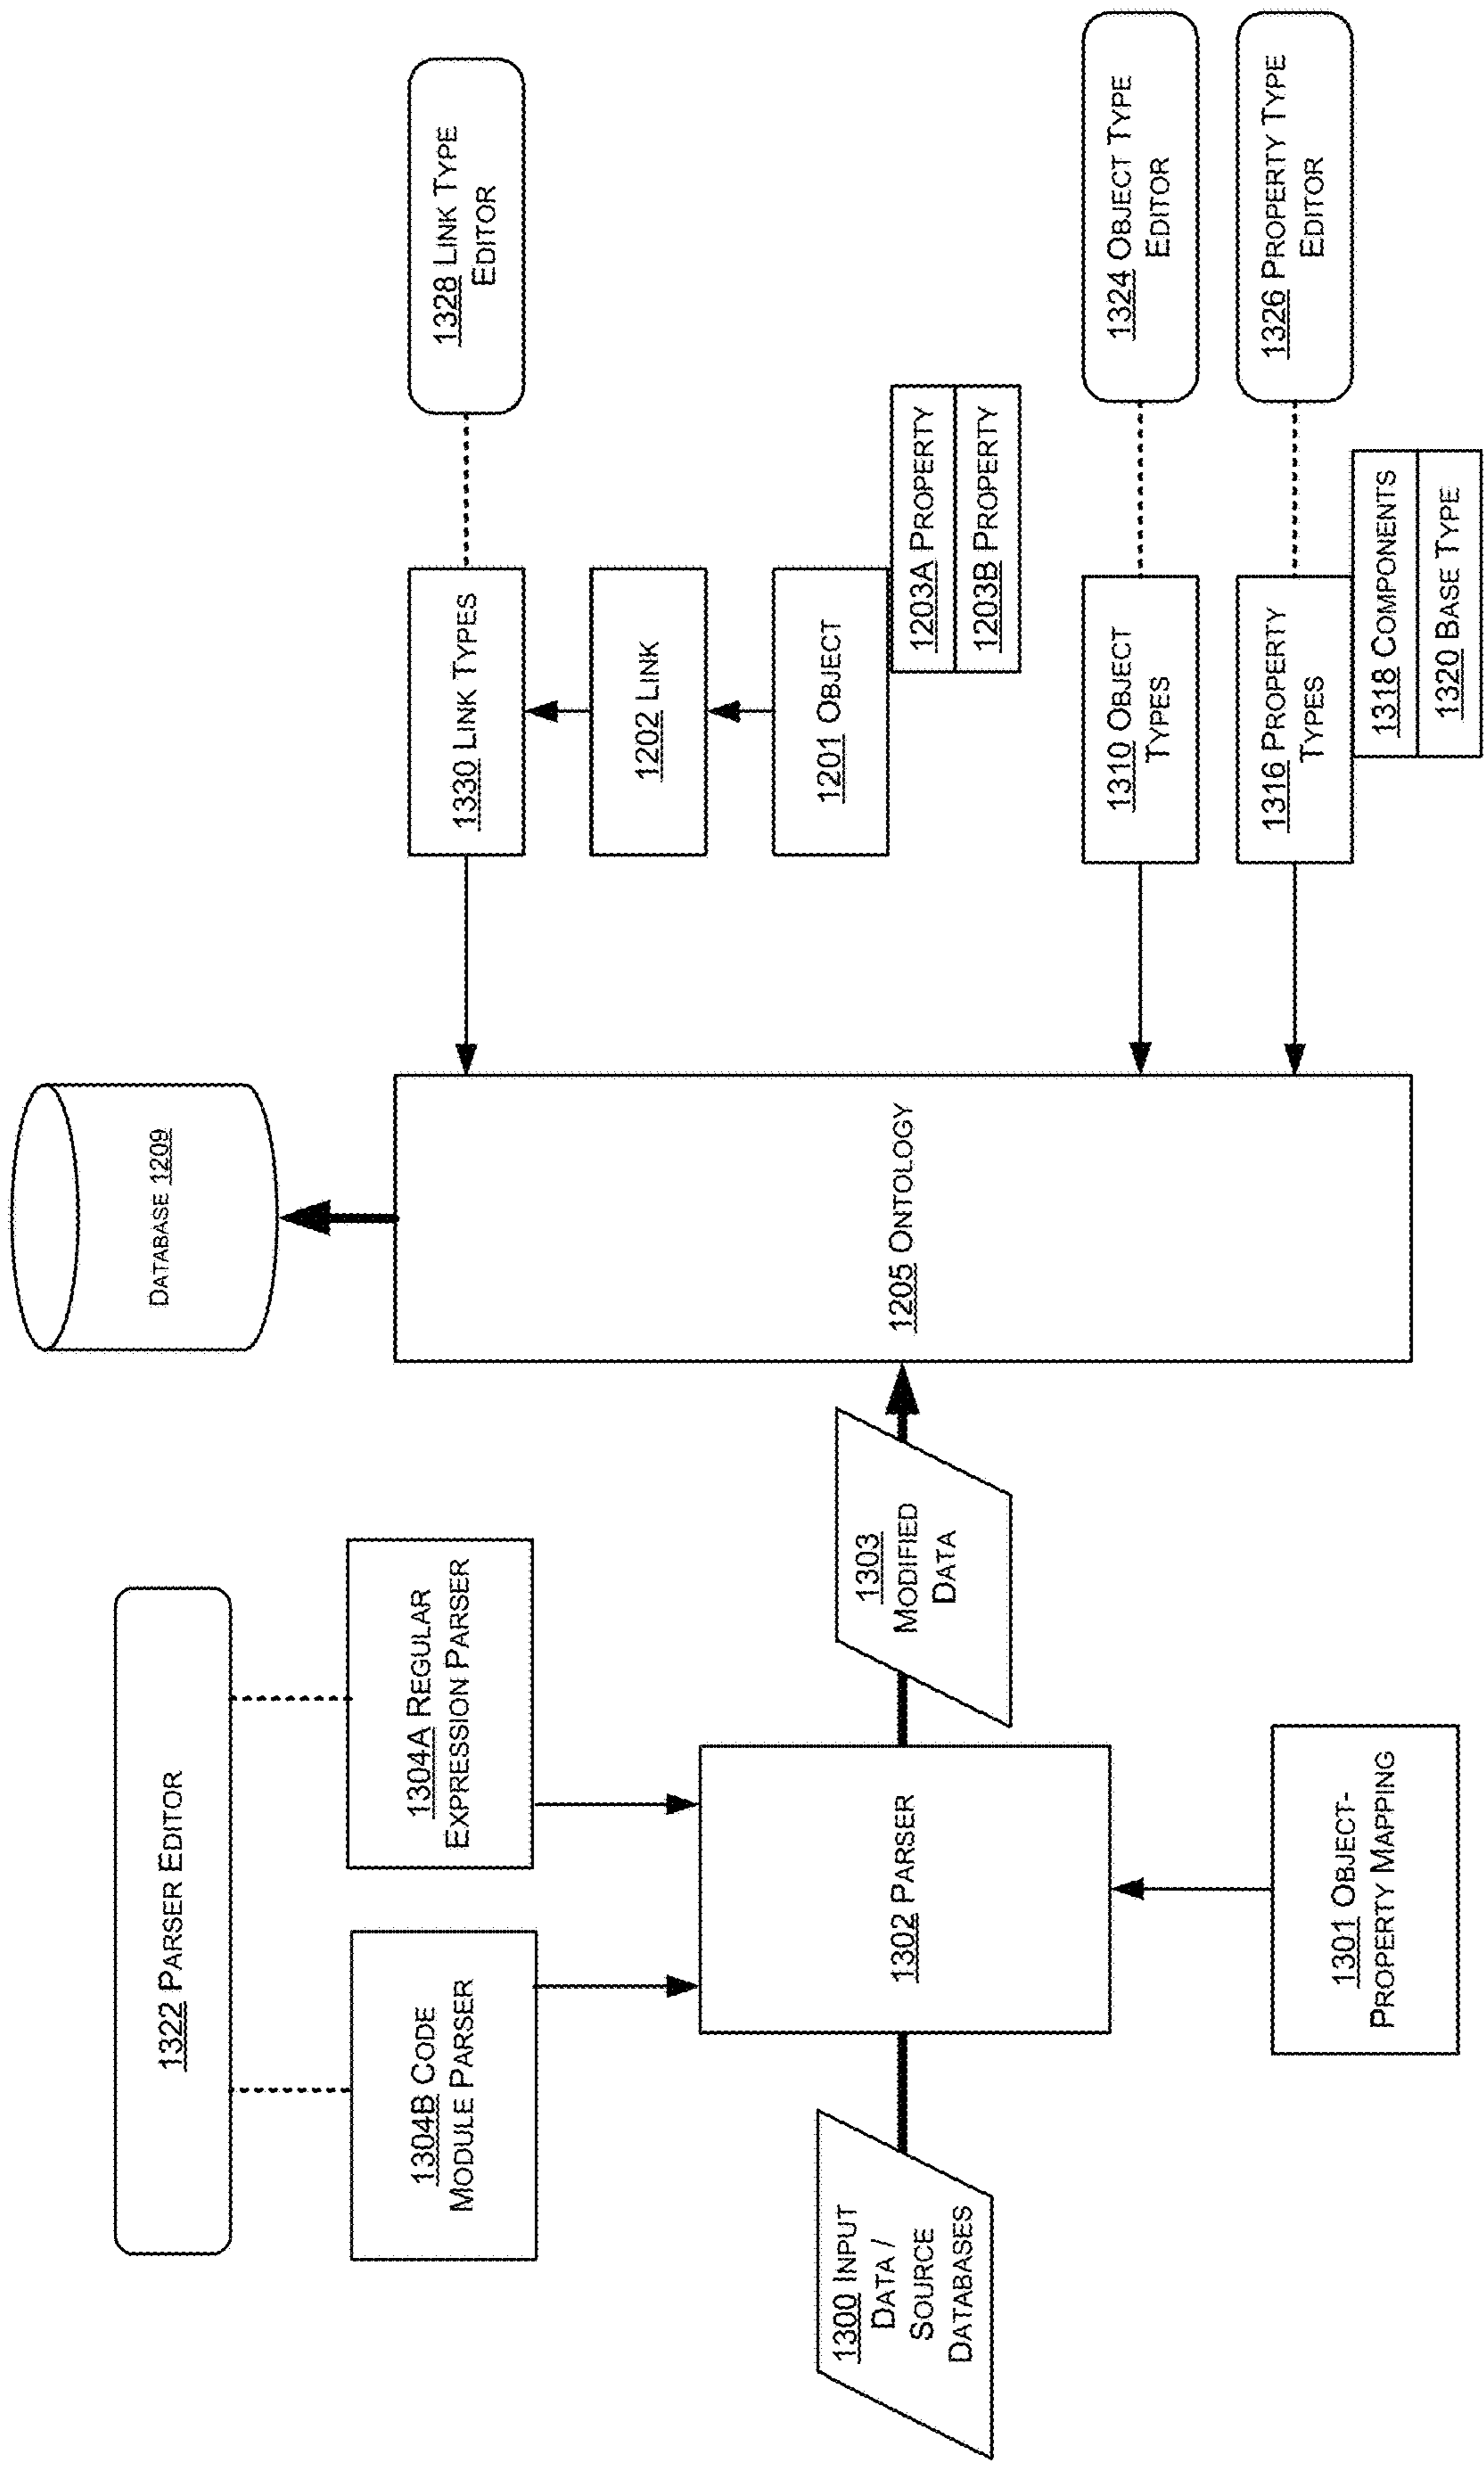 1322 PARSER EDITOR
1304B CODE
MODULE PARSER
1304A REGULAR
EXPRESSION PARSER
1300 INPUT
DATA /
SOURCE
DATABASES
1302 PARSER
1303
MODIFIED
DATA
1301 OBJECT-
PROPERTY MAPPING
DATABASE 1209
1205 ONTOLOGY
1330 LINK TYPES
1328 LINK TYPE
EDITOR
1202 LINK
1201 OBJECT
1203A PROPERTY
1203B PROPERTY
1310 OBJECT
TYPES
1324 OBJECT TYPE
EDITOR
1316 PROPERTY
TYPES
1326 PROPERTY TYPE
EDITOR
1318 COMPONENTS
1320 BASE TYPE